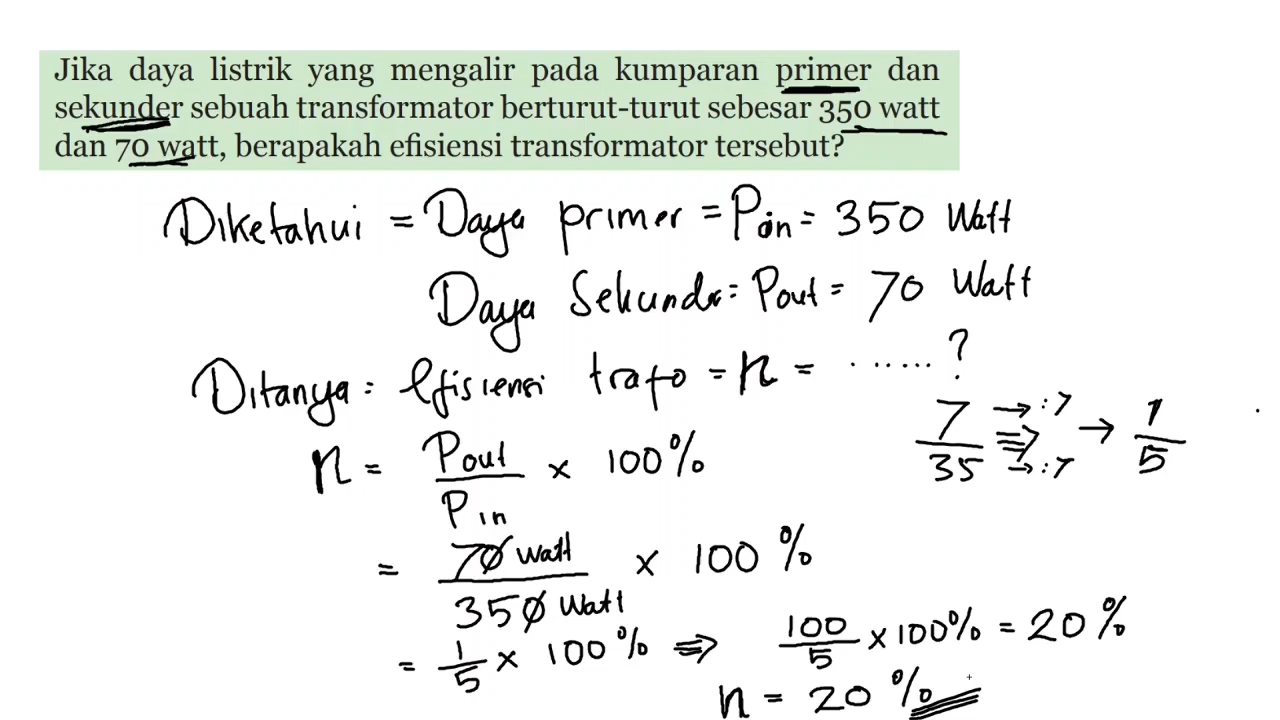 Jika daya listrik yang mengalir pada kumparan primer dan
sekunder sebuah transformator berturut-turut sebesar 350 watt
dan 70 watt, berapakah efisiensi transformator tersebut?
Diketahui = Daya primer = Pin = 350 Watt
Daya Sekunder = Pout = 70 Watt
Ditanya = Efisiensi trafo = η = ......?
7/35 → :7 → :7 → 1/5
η = Pout/Pin × 100%
= 70 watt/350 Watt × 100 %
= 1/5 × 100 % ⇒ 100/5 × 100% = 20 %
η = 20 %